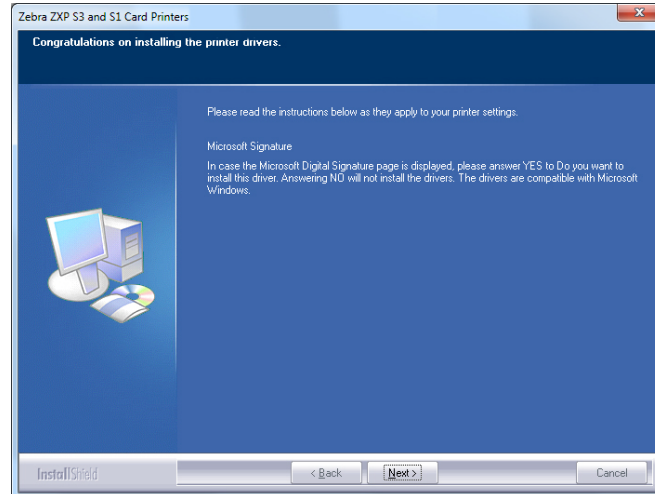 Zebra ZXP S3 and S1 Card Printers
Congratulations on installing the printer drivers.
Please read the instructions below as they apply to your printer settings.
Microsoft Signature
In case the Microsoft Digital Signature page is displayed, please answer YES to Do you want to
install this driver. Answering NO will not install the drivers. The drivers are compatible with Microsoft
Windows.
InstallShield
< Back Next > Cancel